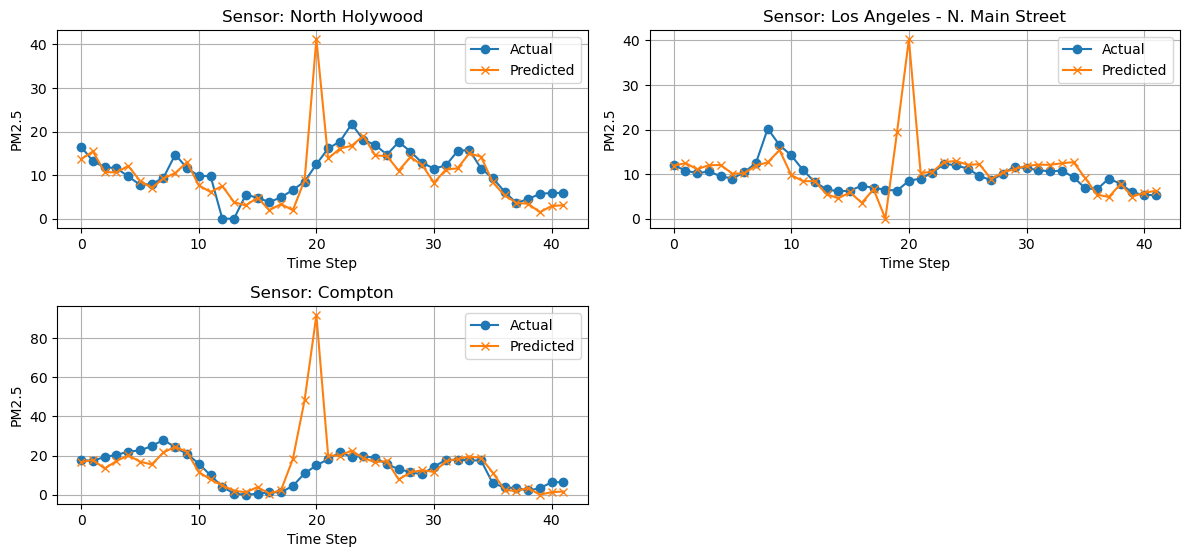 Sensor: North Holywood
PM2.5
40
30
20
10
0
Actual
Predicted
0 10 20 30 40
Time Step
Sensor: Los Angeles - N. Main Street
PM2.5
40
30
20
10
0
Actual
Predicted
0 10 20 30 40
Time Step
Sensor: Compton
PM2.5
80
60
40
20
0
Actual
Predicted
0 10 20 30 40
Time Step